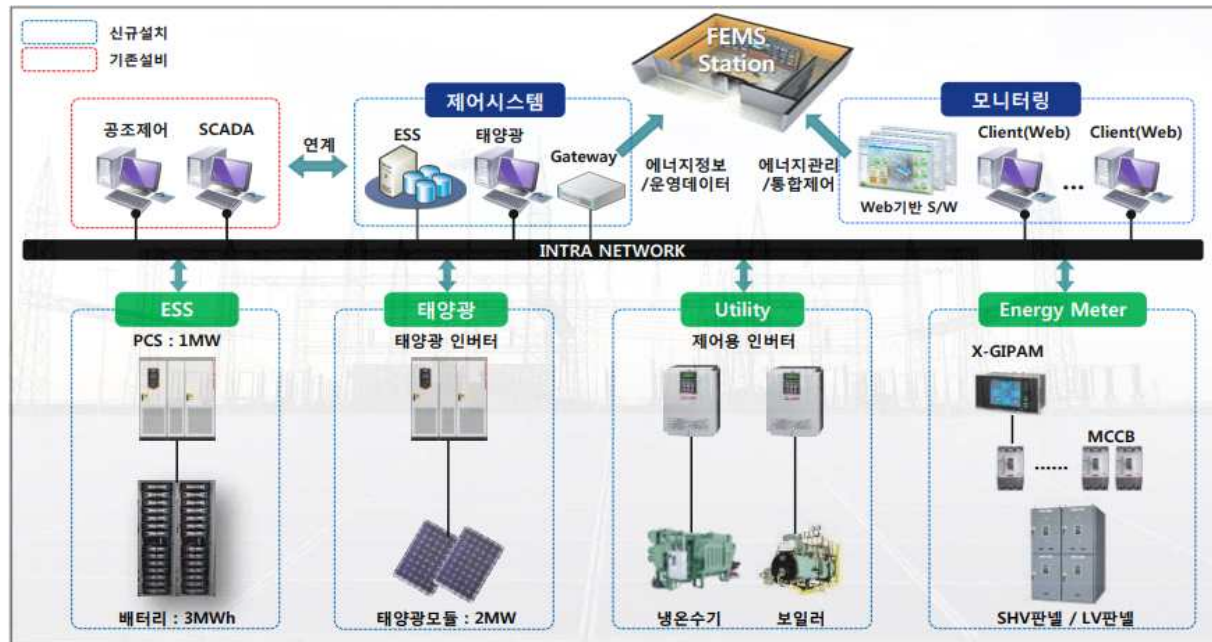 신규설치
기존설비
FEMS
Station
제어시스템
모니터링
공조제어
SCADA
연계
ESS
태양광
Gateway
에너지정보
/운영데이터
에너지관리
/통합제어
Web기반 S/W
Client(Web)
...
Client(Web)
INTRA NETWORK
ESS
PCS : 1MW
배터리 : 3MWh
태양광
태양광 인버터
태양광모듈 : 2MW
Utility
제어용 인버터
냉온수기
보일러
Energy Meter
X-GIPAM
......
MCCB
SHV판넬 / LV판넬